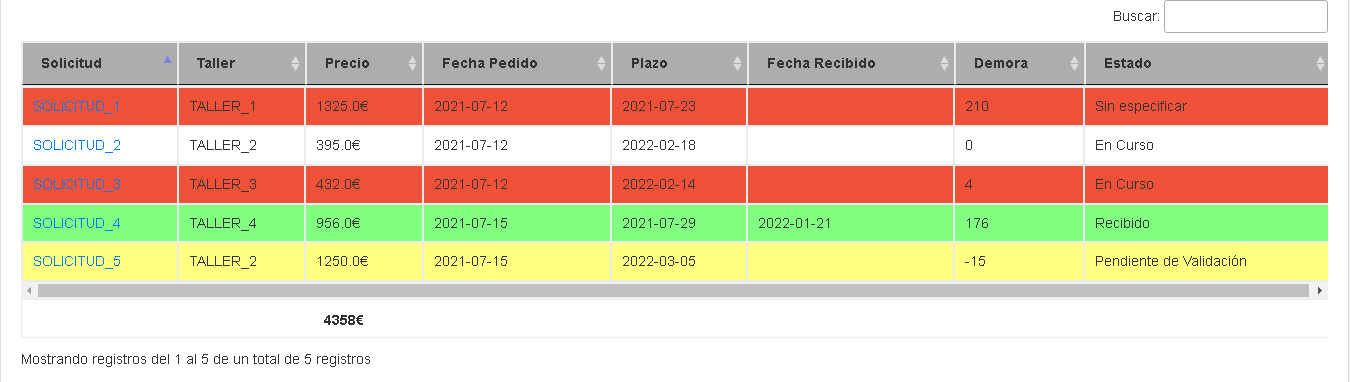 Buscar:
Solicitud Taller Precio Fecha Pedido Plazo Fecha Recibido Demora Estado
SOLICITUD_1 TALLER_1 1325.0€ 2021-07-12 2021-07-23 210 Sin especificar
SOLICITUD_2 TALLER_2 395.0€ 2021-07-12 2022-02-18 0 En Curso
SOLICITUD_3 TALLER_3 432.0€ 2021-07-12 2022-02-14 4 En Curso
SOLICITUD_4 TALLER_4 956.0€ 2021-07-15 2021-07-29 2022-01-21 176 Recibido
SOLICITUD_5 TALLER_2 1250.0€ 2021-07-15 2022-03-05 -15 Pendiente de Validación
4358€
Mostrando registros del 1 al 5 de un total de 5 registros